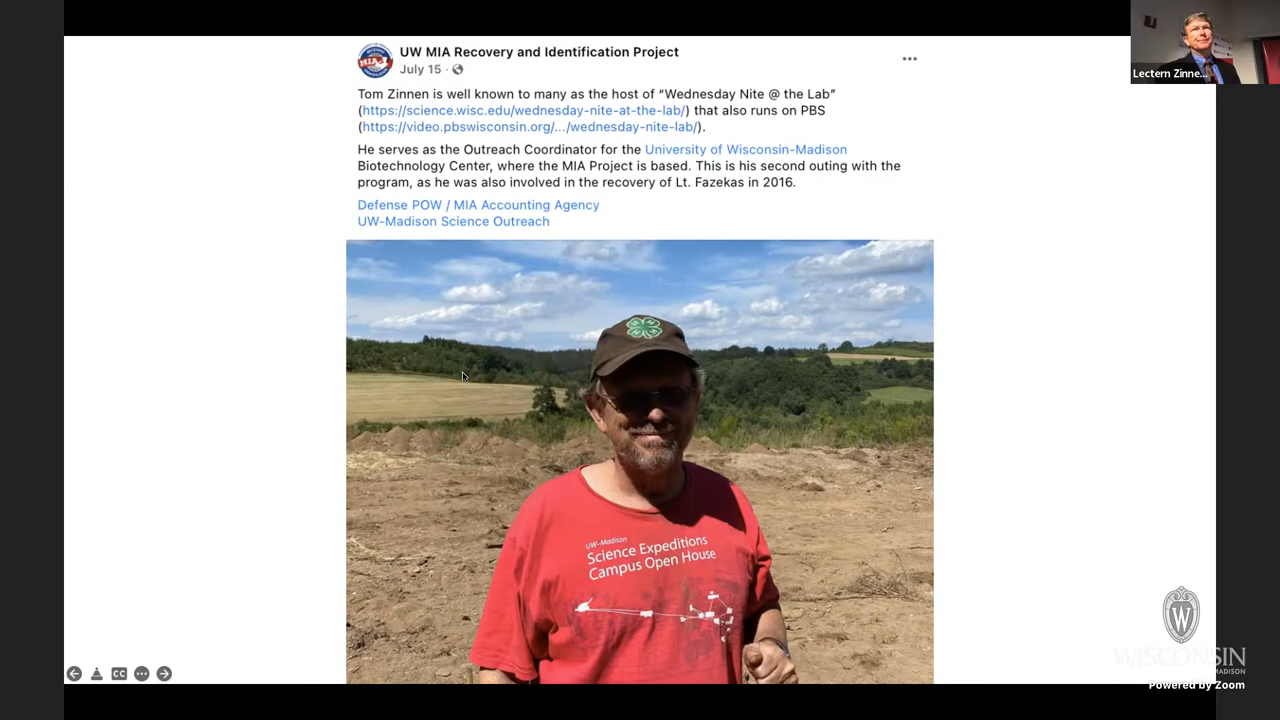 UW MIA Recovery and Identification Project
July 15 ·
Tom Zinnen is well known to many as the host of “Wednesday Nite @ the Lab”
(https://science.wisc.edu/wednesday-nite-at-the-lab/) that also runs on PBS
(https://video.pbswisconsin.org/.../wednesday-nite-lab/).
He serves as the Outreach Coordinator for the University of Wisconsin-Madison
Biotechnology Center, where the MIA Project is based. This is his second outing with the
program, as he was also involved in the recovery of Lt. Fazekas in 2016.
Defense POW / MIA Accounting Agency
UW-Madison Science Outreach
Lectern Zinne...
MIA
H H H H
UW-Madison
Science Expeditions
Campus Open House
CC
W
WISCONSIN
MADISON
Powered by Zoom